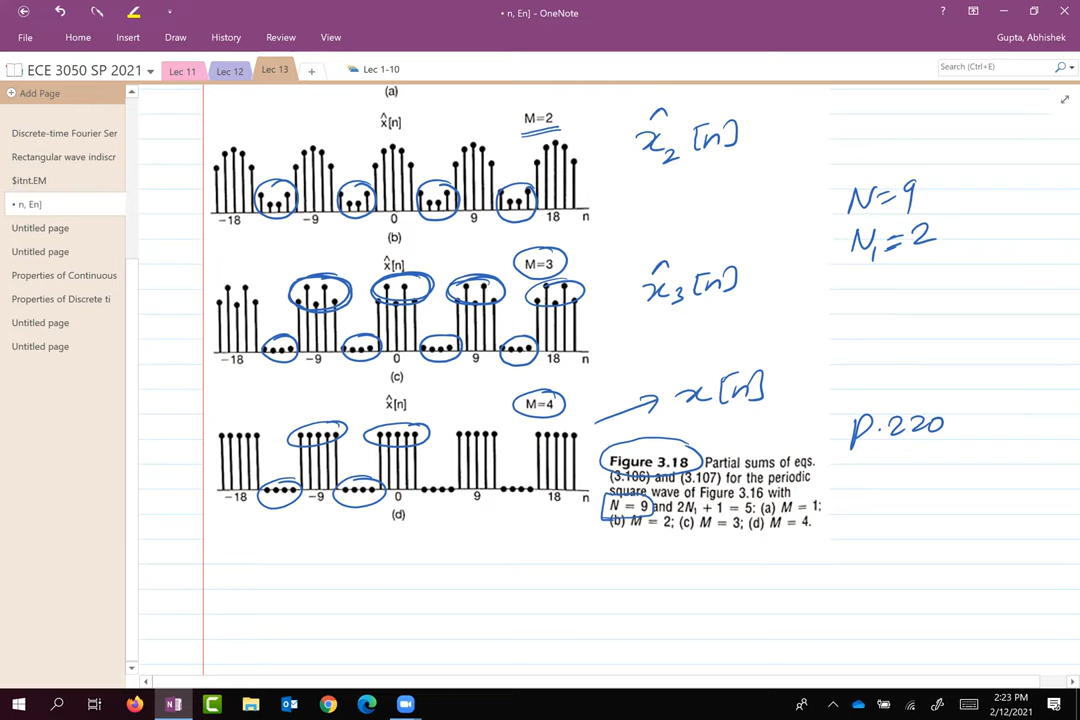 • n, En] - OneNote
?
File Home Insert Draw History Review View
Gupta, Abhishek
ECE 3050 SP 2021
Lec 11
Lec 12
Lec 13
+
Lec 1-10
Search (Ctrl+E)
Add Page
Discrete-time Fourier Ser
Rectangular wave indiscr
$itnt.EM
• n, En]
Untitled page
Untitled page
Properties of Continuous
Properties of Discrete ti
Untitled page
Untitled page
(a)
x̂[n]
M=2
x̂₂[n]
−18 −9 0 9 18 n
(b)
N=9
N₁=2
x̂[n]
M=3
x̂₃[n]
−18 −9 0 9 18 n
(c)
x̂[n]
M=4
x[n]
−18 −9 0 9 18 n
(d)
P.220
Figure 3.18 Partial sums of eqs.
(3.106) and (3.107) for the periodic
square wave of Figure 3.16 with
N = 9 and 2N₁ + 1 = 5: (a) M = 1;
(b) M = 2; (c) M = 3; (d) M = 4.
2:23 PM
2/12/2021